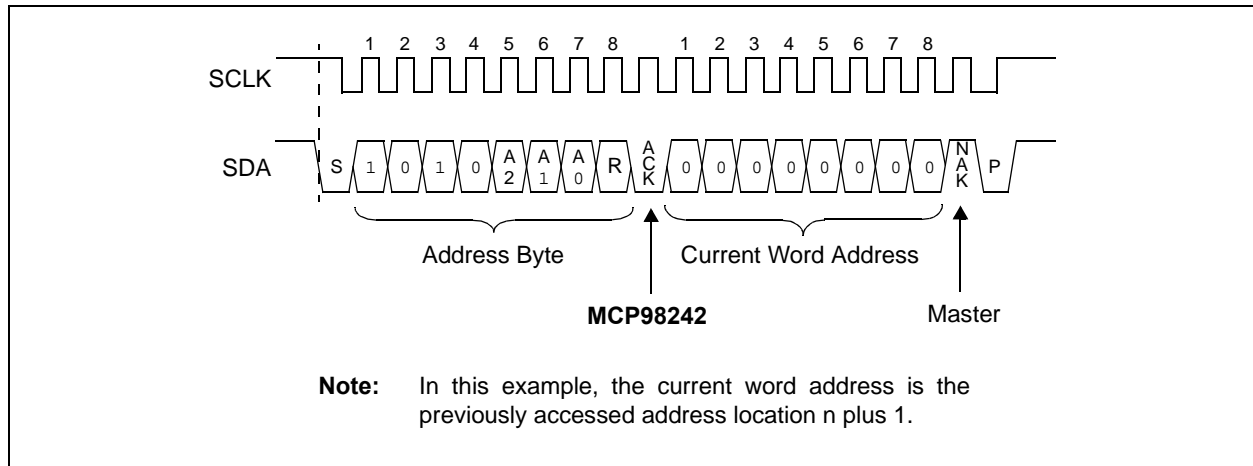 1 2 3 4 5 6 7 8 1 2 3 4 5 6 7 8
SCLK
SDA S 1 0 1 0 A2 A1 A0 R ACK 0 0 0 0 0 0 0 0 NAK P
Address Byte Current Word Address
MCP98242 Master
Note: In this example, the current word address is the
previously accessed address location n plus 1.